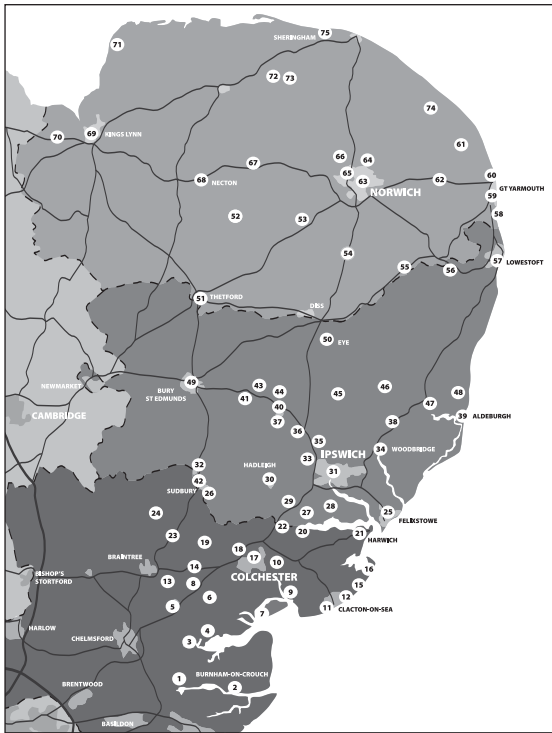 75
SHERINGHAM
71
72
73
74
69
KINGS LYNN
70
61
66
64
67
65
60
68
NECTON
63
62
NORWICH
GT YARMOUTH
59
52
53
58
54
55
56
57
LOWESTOFT
51
THETFORD
DISS
50
EYE
NEWMARKET
49
BURY
ST EDMUNDS
43
44
45
46
48
41
40
47
CAMBRIDGE
37
38
39
ALDEBURGH
36
35
IPSWICH
34
WOODBRIDGE
33
32
HADLEIGH
31
42
30
SUDBURY
26
29
28
25
24
27
FELIXSTOWE
22
20
21
HARWICH
23
19
18
17
BRAINTREE
14
10
16
BISHOP'S
STORTFORD
13
8
COLCHESTER
15
9
12
6
5
11
CLACTON-ON-SEA
7
HARLOW
4
CHELMSFORD
3
1
BURNHAM-ON-CROUCH
2
BRENTWOOD
BASILDON